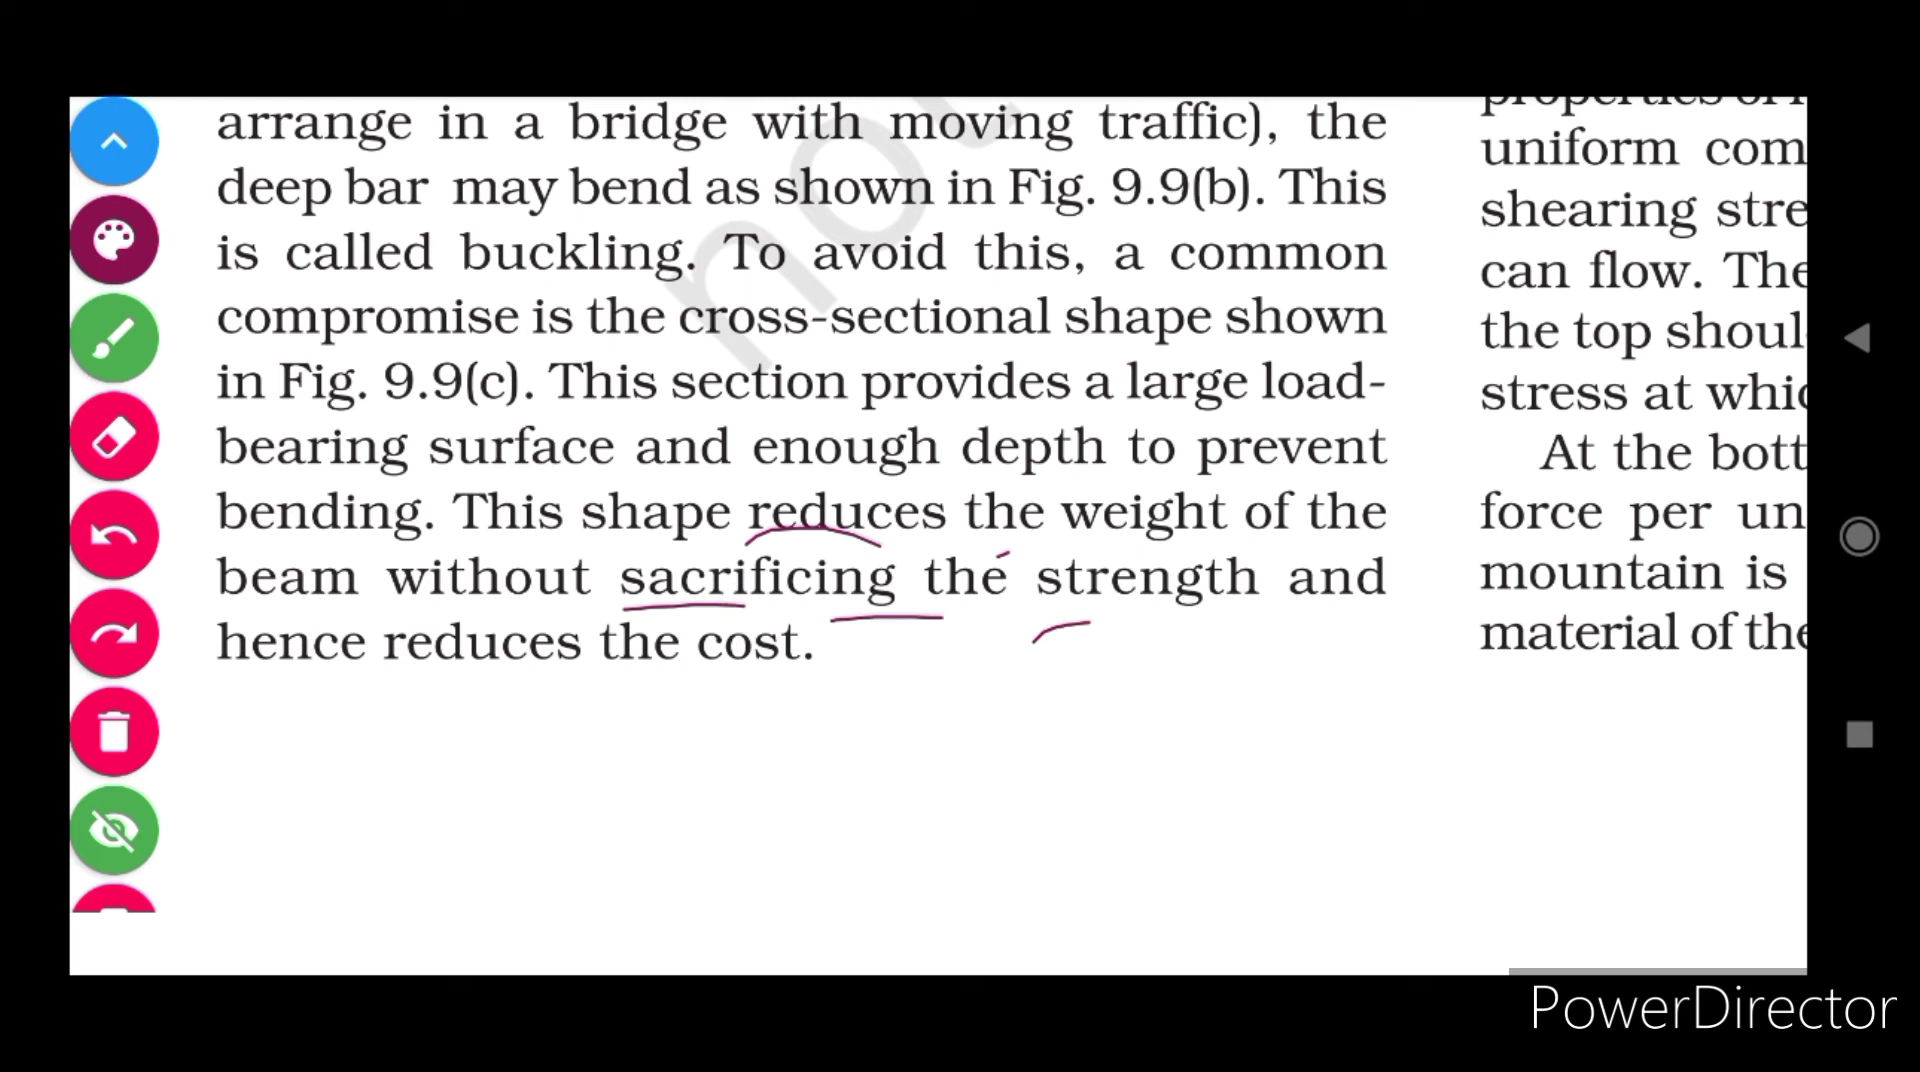 arrange in a bridge with moving traffic), the
deep bar may bend as shown in Fig. 9.9(b). This
is called buckling. To avoid this, a common
compromise is the cross-sectional shape shown
in Fig. 9.9(c). This section provides a large load-
bearing surface and enough depth to prevent
bending. This shape reduces the weight of the
beam without sacrificing the strength and
hence reduces the cost.
uniform com
shearing stre
can flow. The
the top shoul
stress at whic
At the bott
force per un
mountain is
material of the
not
PowerDirector